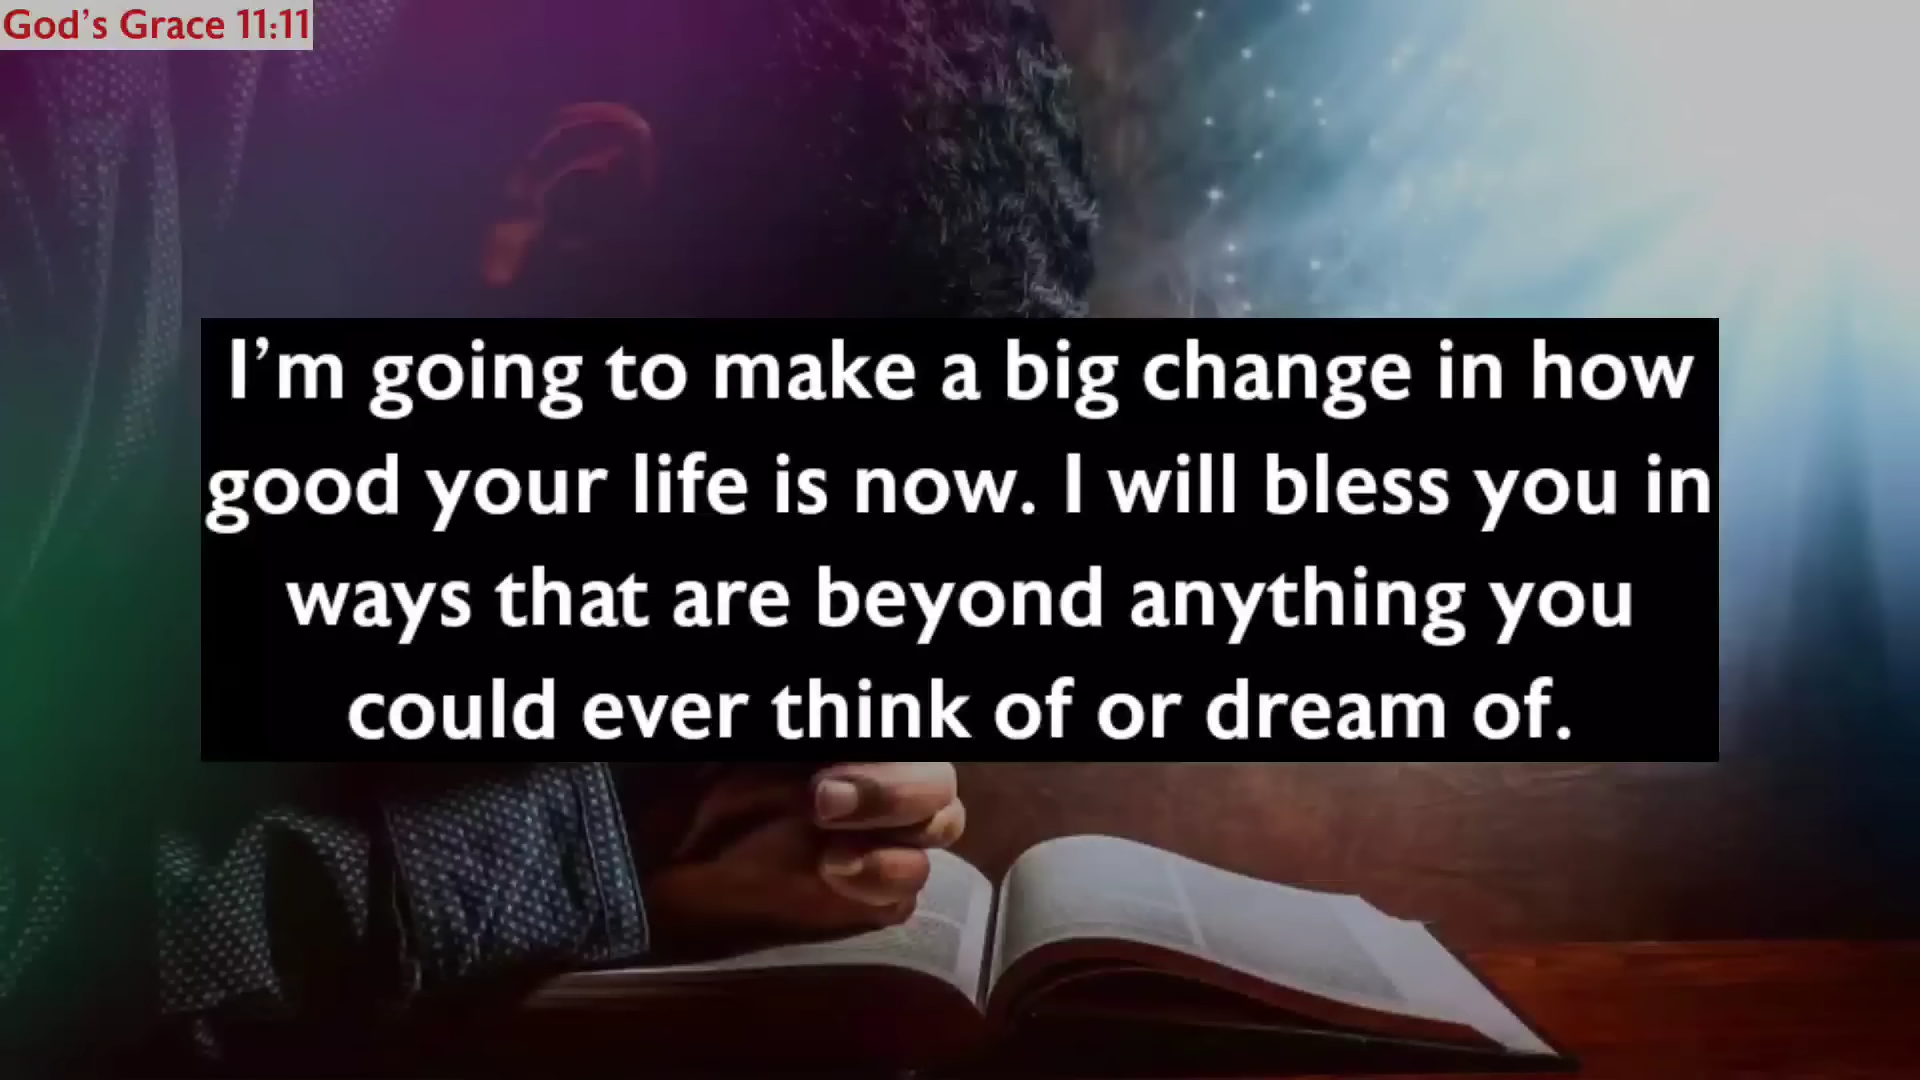 God's Grace 11:11
I'm going to make a big change in how
good your life is now. I will bless you in
ways that are beyond anything you
could ever think of or dream of.